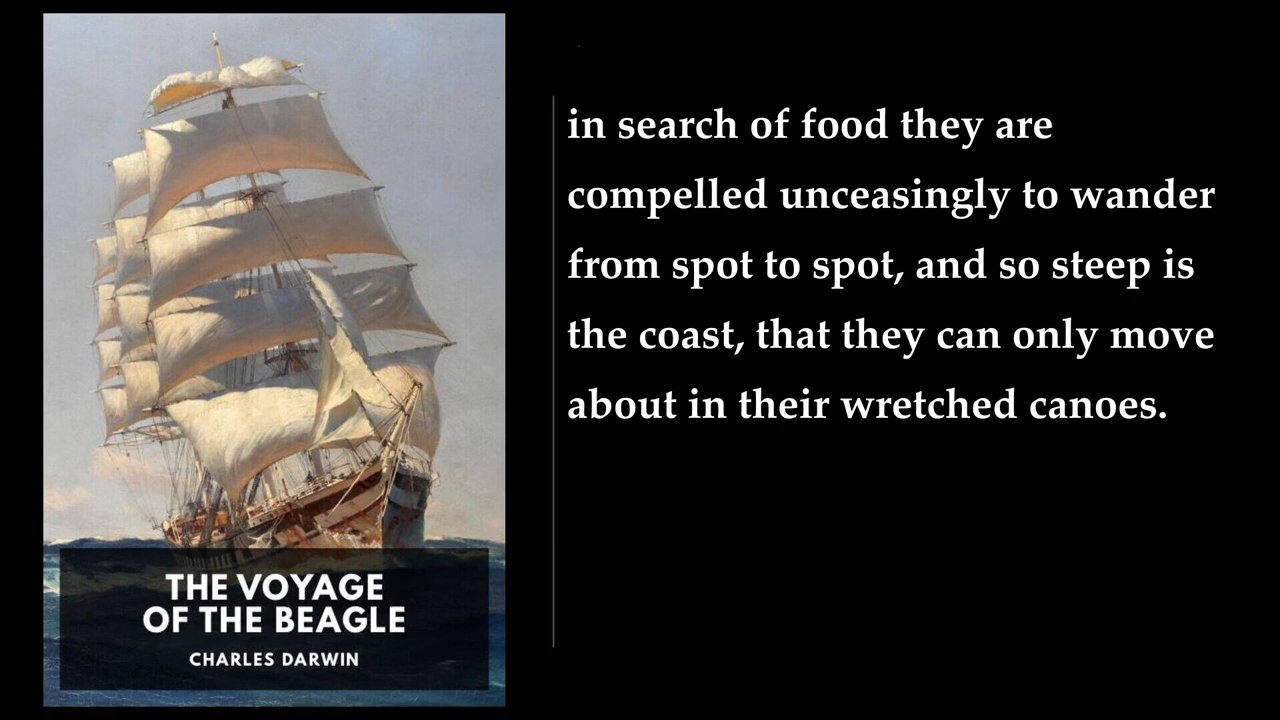 THE VOYAGE
OF THE BEAGLE
CHARLES DARWIN
in search of food they are
compelled unceasingly to wander
from spot to spot, and so steep is
the coast, that they can only move
about in their wretched canoes.